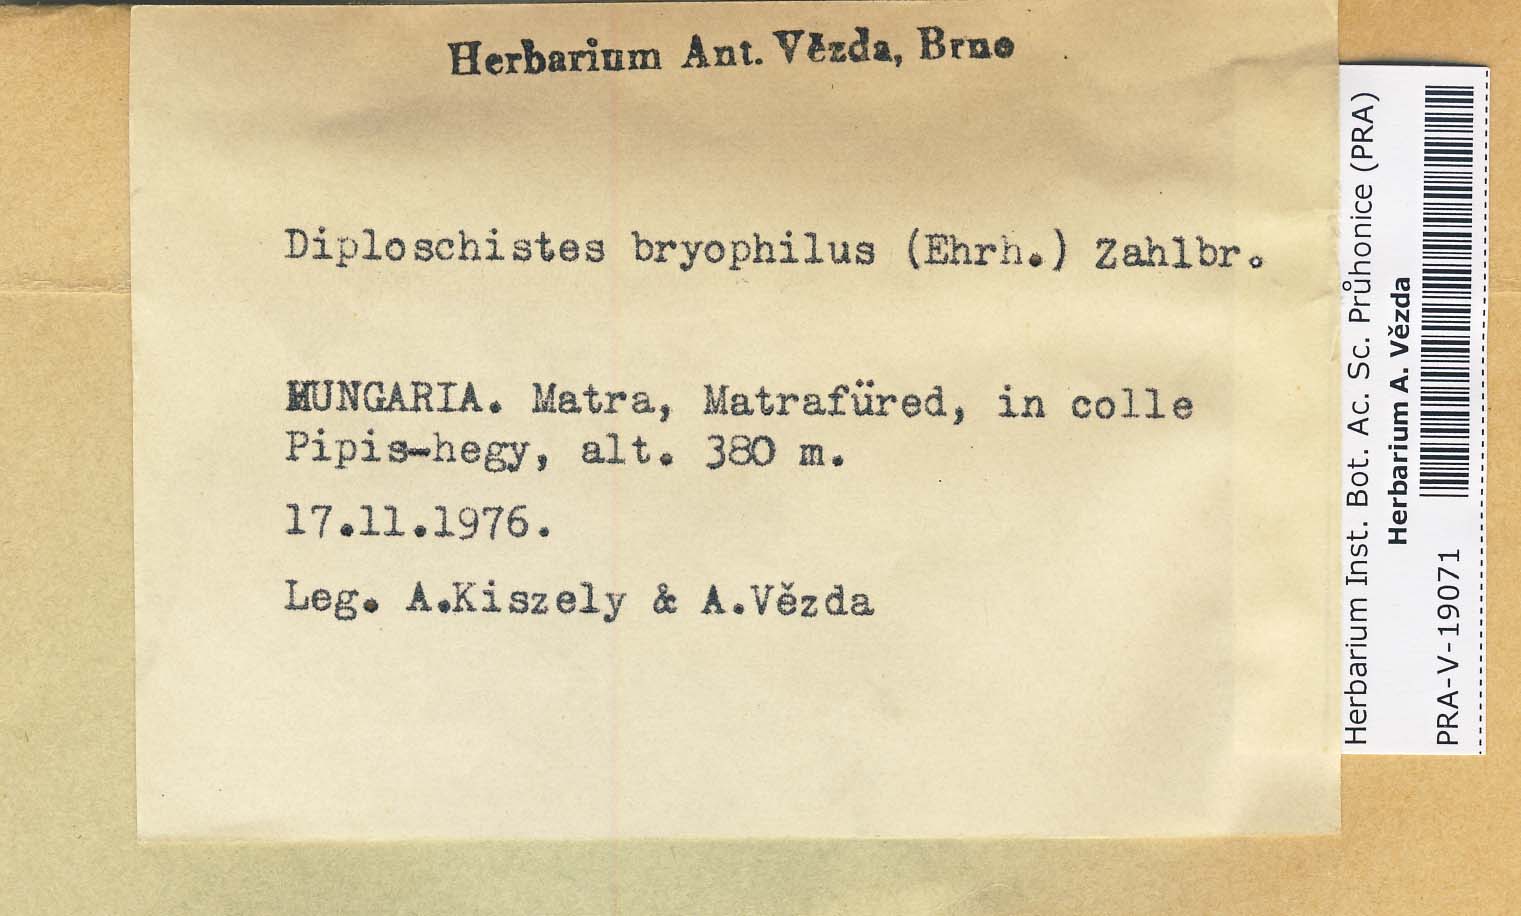 Herbarium Ant. Vězda, Brno
Diploschistes bryophilus (Ehrh.) Zahlbr.
HUNGARIA. Matra, Matrafüred, in colle
Pipis-hegy, alt. 380 m.
17.11.1976.
Leg. A.Kiszely & A.Vězda
Herbarium Inst. Bot. Ac. Sc. Průhonice (PRA)
Herbarium A. Vězda
PRA-V-19071